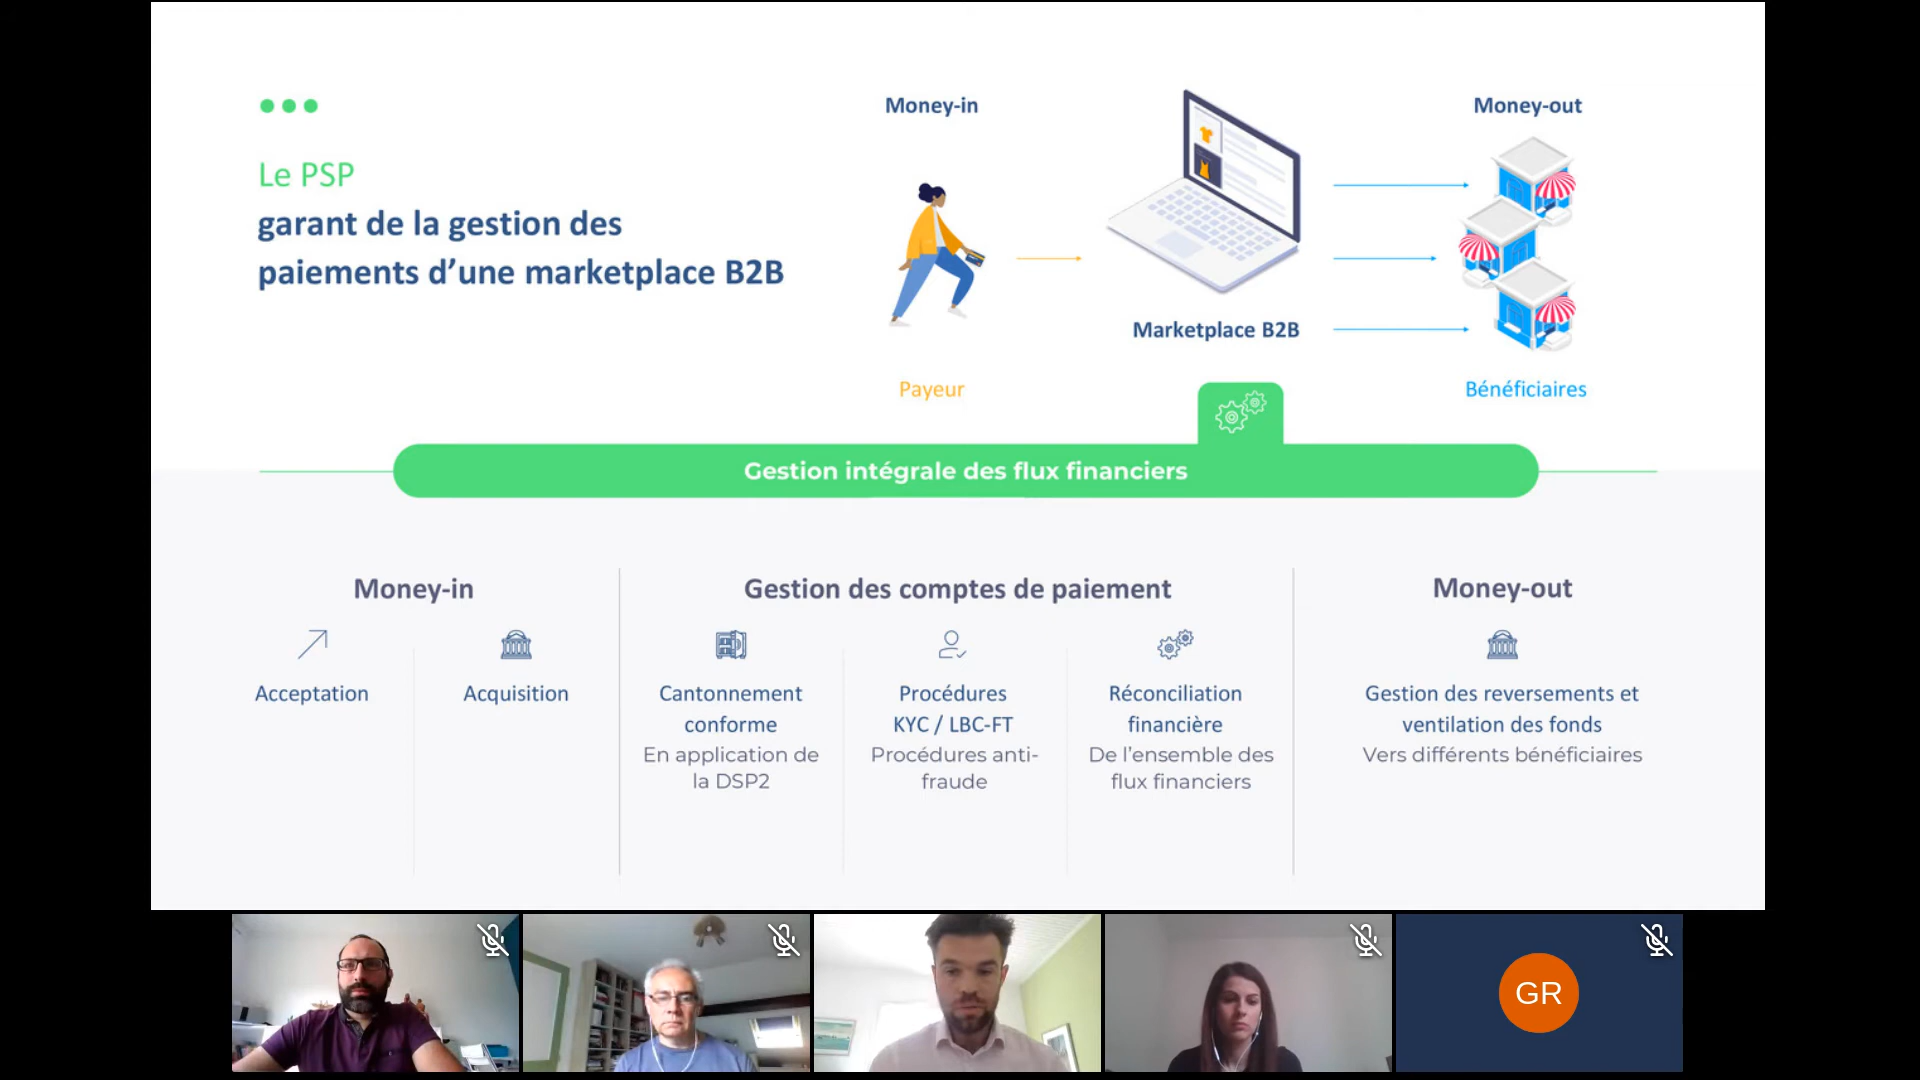 Le PSP
garant de la gestion des
paiements d’une marketplace B2B
Money-in
Money-out
Marketplace B2B
Payeur
Bénéficiaires
Gestion intégrale des flux financiers
Money-in
Acceptation
Acquisition
Gestion des comptes de paiement
Cantonnement
conforme
En application de
la DSP2
Procédures
KYC / LBC-FT
Procédures anti-
fraude
Réconciliation
financière
De l’ensemble des
flux financiers
Money-out
Gestion des reversements et
ventilation des fonds
Vers différents bénéficiaires
GR